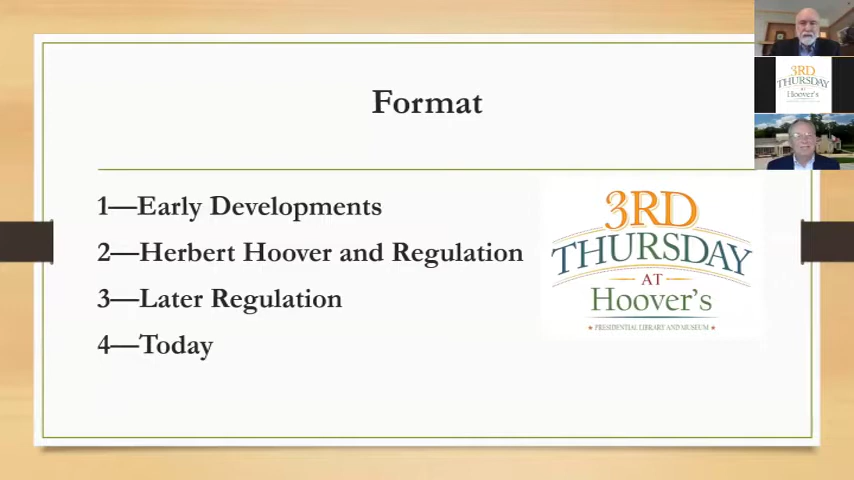 Format
1—Early Developments
2—Herbert Hoover and Regulation
3—Later Regulation
4—Today
3RD
THURSDAY
AT
Hoover's
PRESIDENTIAL LIBRARY AND MUSEUM
3RD
THURSDAY
AT
Hoover's